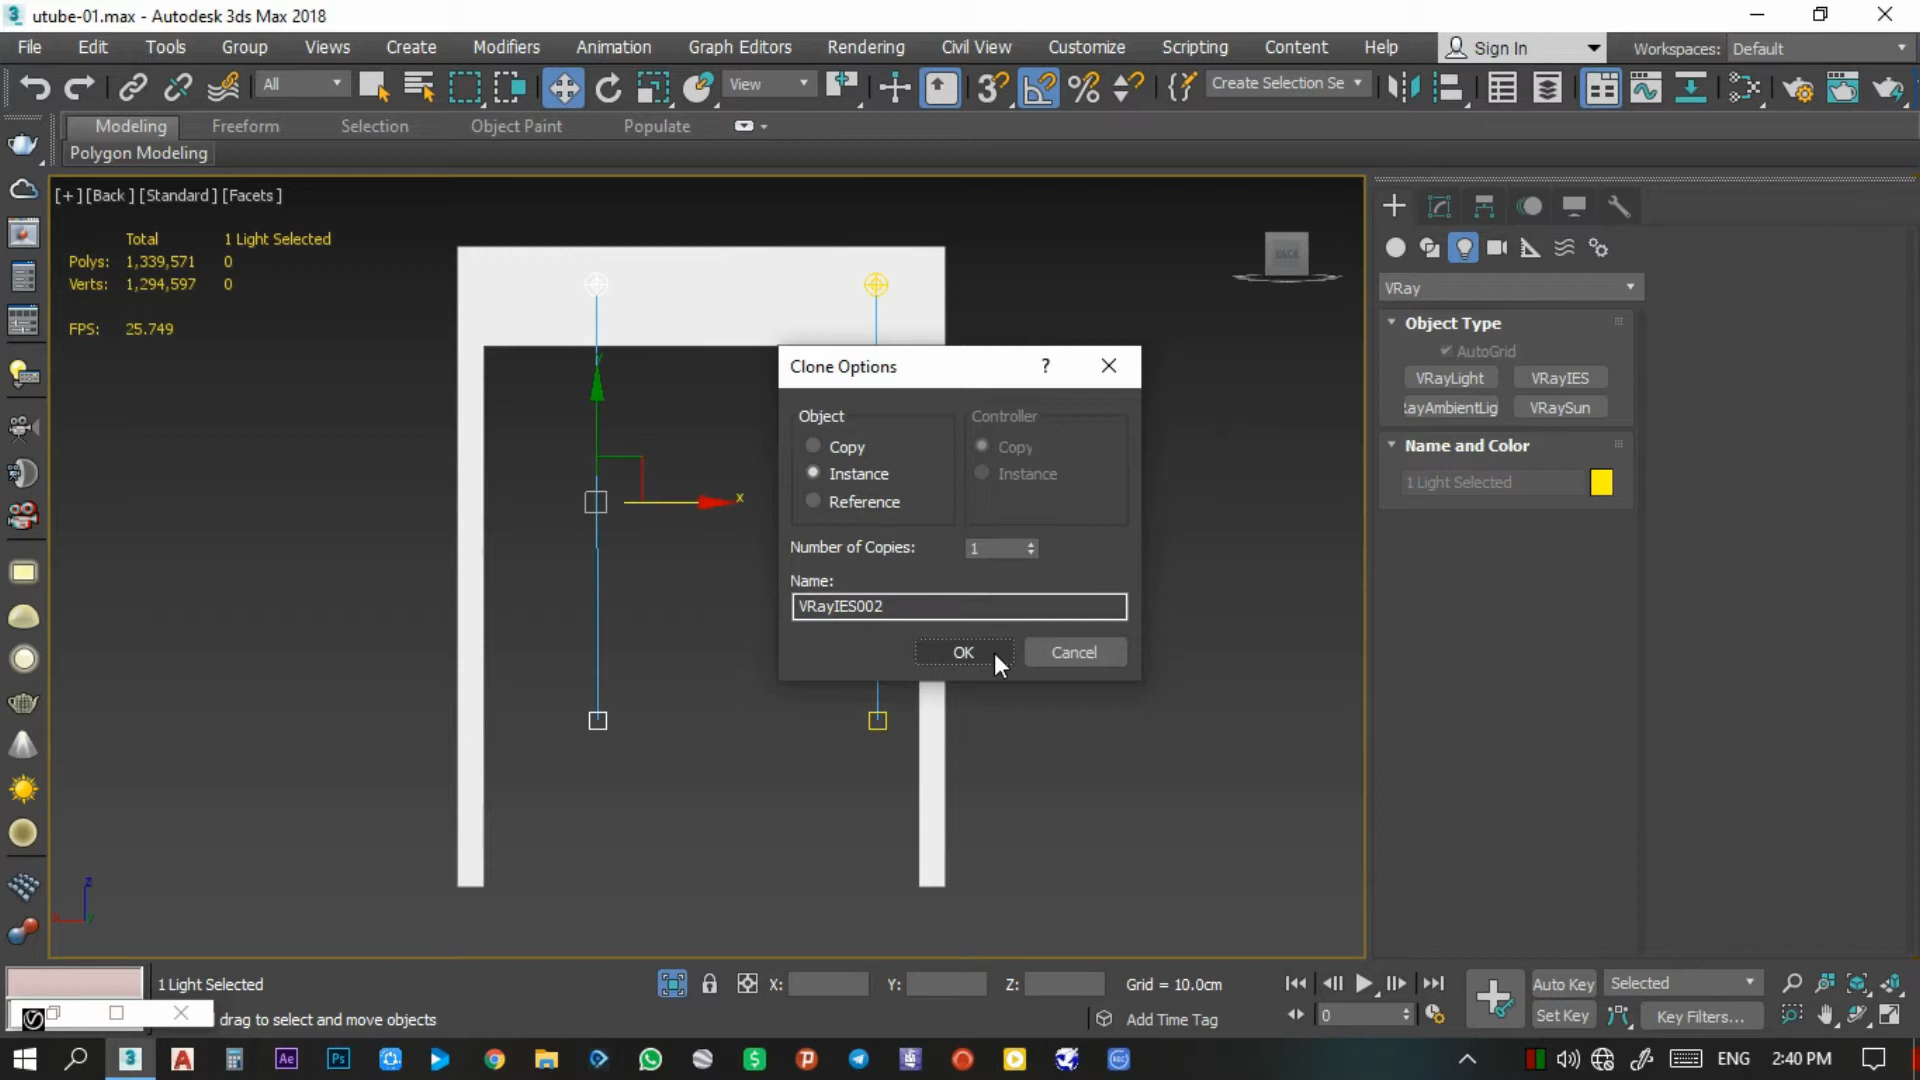 utube-01.max - Autodesk 3ds Max 2018
File Edit Tools Group Views Create Modifiers Animation Graph Editors Rendering Civil View Customize Scripting Content Help Sign In Workspaces: Default
All View Create Selection Se
Modeling Freeform Selection Object Paint Populate
Polygon Modeling
[+] [Back ] [Standard ] [Facets ]
Total 1 Light Selected
Polys: 1,339,571 0
Verts: 1,294,597 0
FPS: 25.749
BACK
VRay
Object Type
AutoGrid
VRayLight VRayIES
.ayAmbientLig VRaySun
Name and Color
1 Light Selected
Clone Options ?
Object Controller
Copy Copy
Instance Instance
Reference
Number of Copies: 1
Name:
VRayIES002
OK Cancel
x
y
z
1 Light Selected X: Y: Z: Grid = 10.0cm Auto Key Selected
drag to select and move objects Add Time Tag 0 Set Key Key Filters...
3 A Ae Ps ENG 2:40 PM